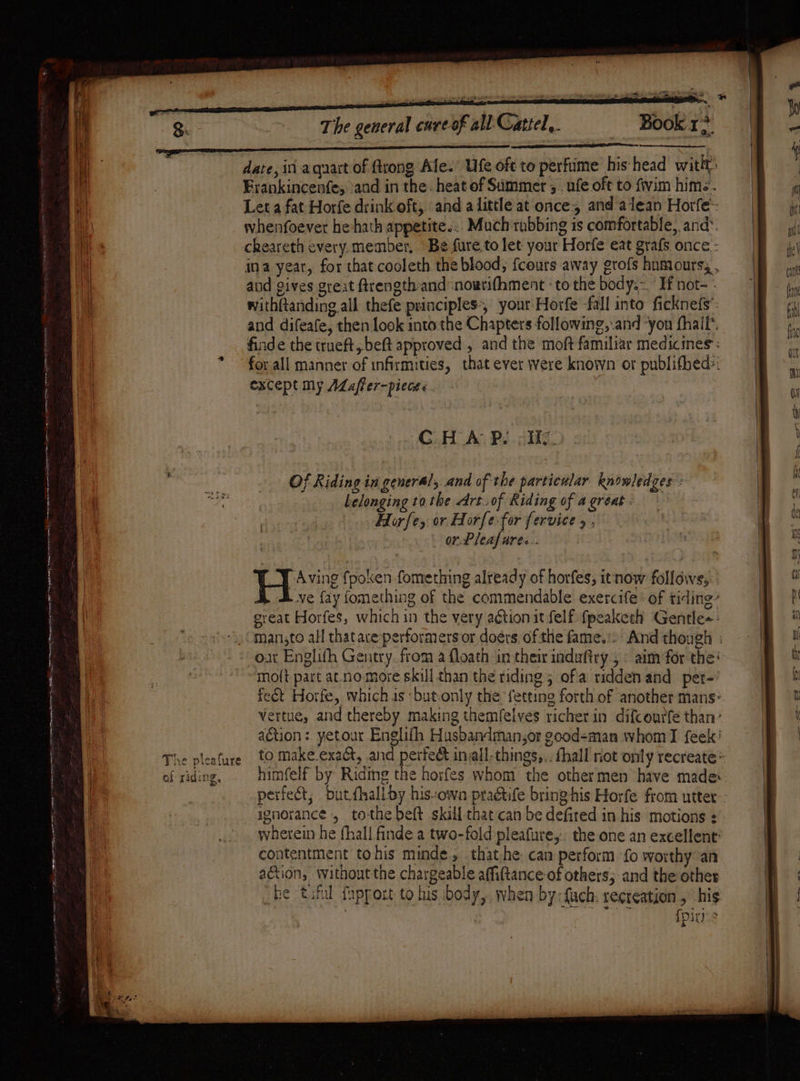 8. The general cure of all Cattel,. Book 1.
date, in a quart of ſtrong Ale. Uſe oft to perfume his head with
Frankincenſe, and in the heat of Summer, uſe oft to ſwim him:
Let a fat Horſe drink oft, and a little at once, and a lean Horſe
whenſoever he hath appetite. Much rubbing is comfortable, and
cheareth every member, Be ſure to let your Horſe eat graſs once
in a year, for that cooleth the blood, ſcours away groſs humours,
and gives great ſtrength and nouriſhment to the body. If not-
withſtanding all theſe principles, your Horſe fall into ſickneſs
and diſeaſe, then look into the Chapters following, and you ſhall
finde the trueſt, beſt approved, and the moſt familiar medicines
for all manner of infirmities, that ever were known or publiſhed:
except my Maſter-pieces.
CHAP. II.
Of Riding in general, and of the particular knowledges
belonging to the Art of Riding of a great
Horſe, or Horſe for ſervice,
or Pleaſure.
HAving ſpoken ſomething already of horſes, it now follows,
we ſay ſomething of the commendable exerciſe of riding
great Horſes, which in the very action it ſelf ſpeaketh Gentle-
man, to all that are performers or doers of the ſame. And though
our Engliſh Gentry from a ſloath in their induſtry, aim for the
moſt part at no more skill than the riding; of a ridden and per-
fect Horſe, which is but only the ſetting forth of another mans
vertue, and thereby making themſelves richer in diſcourſe than
action: yet our Engliſh Husbandman, or good-man whom I ſeek
The pleaſure to make exact, and perfect in all things, ſhall not only recreate
of riding. himſelf by Riding the horſes whom the other men have made
perfect, but ſhall by his own practiſe bring his Horſe from utter
ignorance, to the beſt skill that can be deſired in his motions:
wherein he ſhall finde a two-fold pleaſure, the one an excellent
contentment to his minde, that he can perform ſo worthy an
action, without the chargeable aſſiſtance of others, and the other
ſupport to his body, when by ſuch recreation, his
ſpirits